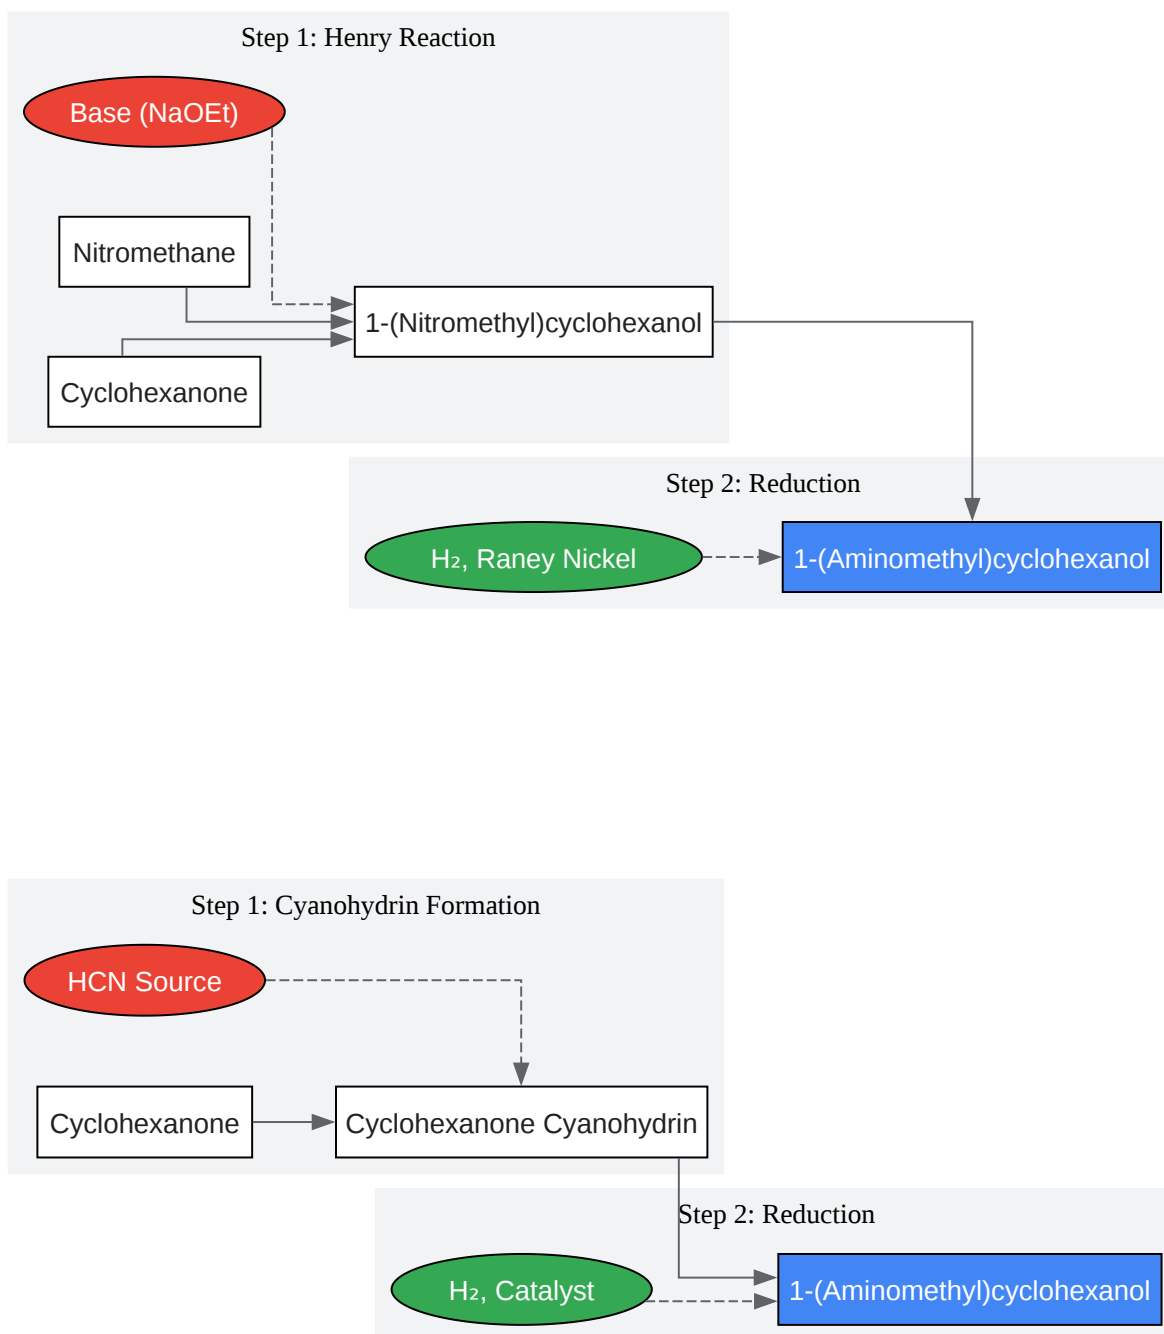 Step 1: Henry Reaction
Base (NaOEt)
Nitromethane
1-(Nitromethyl)cyclohexanol
Cyclohexanone
Step 2: Reduction
H₂, Raney Nickel
1-(Aminomethyl)cyclohexanol
Step 1: Cyanohydrin Formation
HCN Source
Cyclohexanone
Cyclohexanone Cyanohydrin
Step 2: Reduction
H₂, Catalyst
1-(Aminomethyl)cyclohexanol